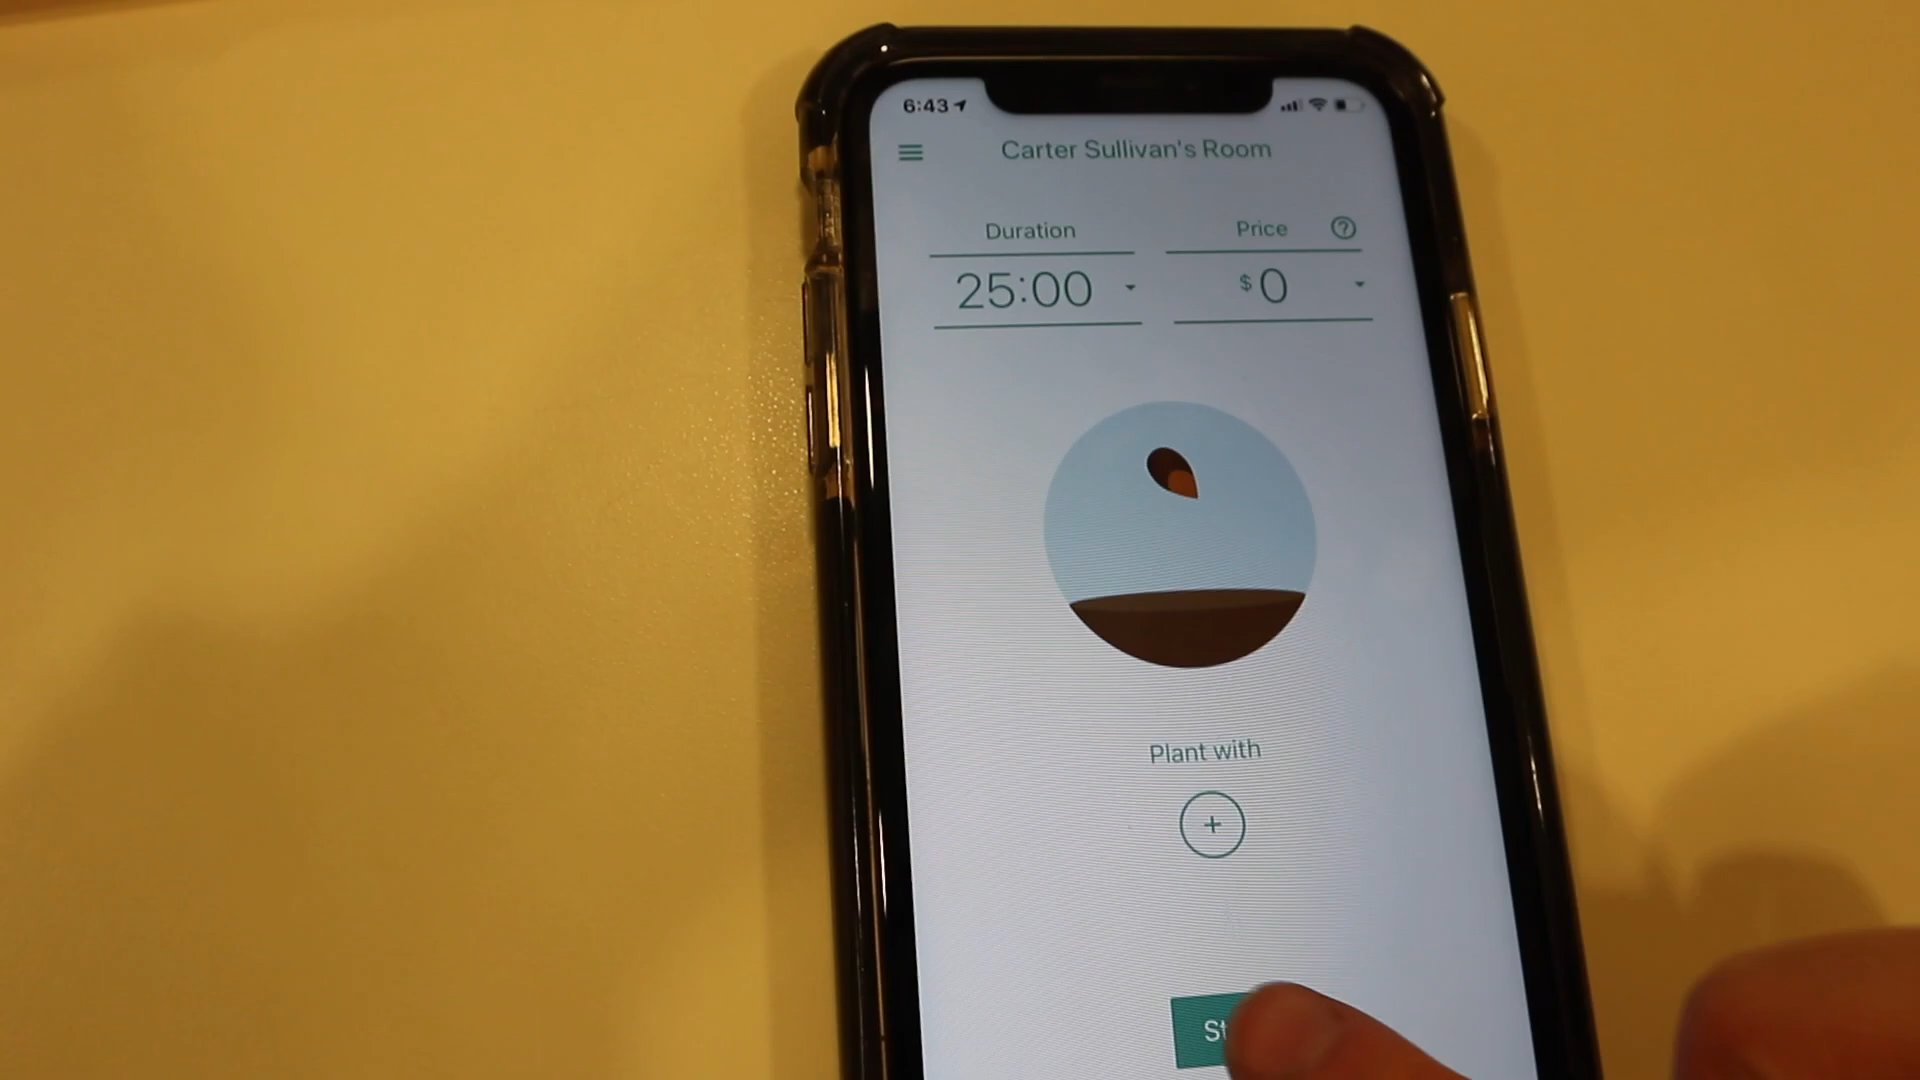 6:43
Carter Sullivan's Room
Duration
Price ?
25:00
$0
Plant with
+